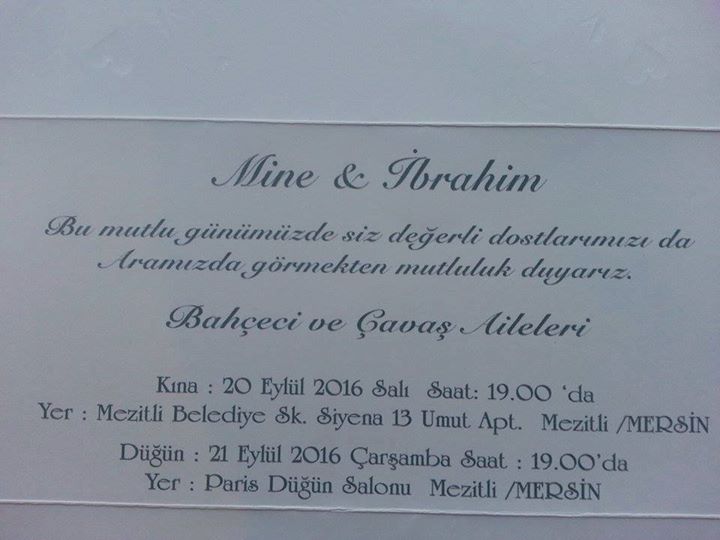 Mine & İbrahim
Bu mutlu günümüzde siz değerli dostlarımızı da
Aramızda görmekten mutluluk duyarız.
Bahçeci ve Çavaş Aileleri
Kına : 20 Eylül 2016 Salı Saat: 19.00 'da
Yer : Mezitli Belediye Sk. Siyena 13 Umut Apt. Mezitli /MERSİN
Düğün : 21 Eylül 2016 Çarşamba Saat : 19.00'da
Yer : Paris Düğün Salonu Mezitli /MERSİN